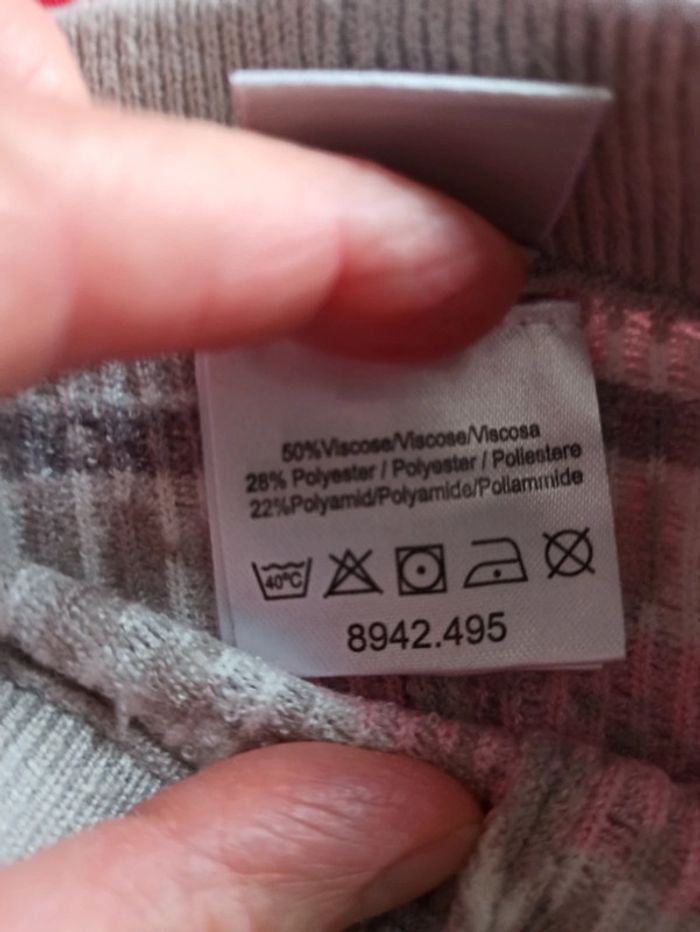 50%Viscose/Viscose/Viscosa
28% Polyester / Polyester / Poliestere
22%Polyamid/Polyamide/Poliammide
40°C
8942.495